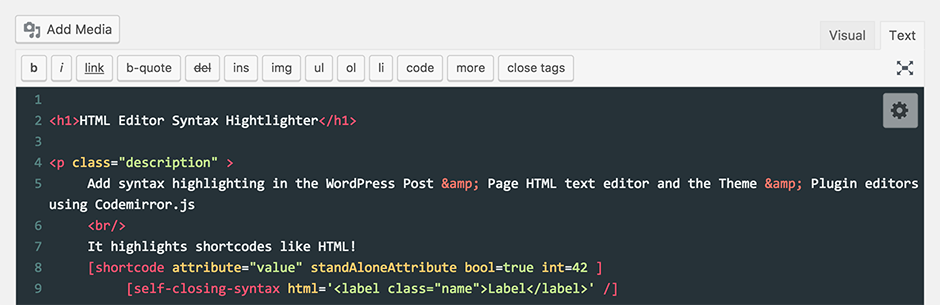 Add Media
Visual Text
b i link b-quote del ins img ul ol li code more close tags
1
2 <h1>HTML Editor Syntax Hightlighter</h1>
3
4 <p class="description" >
5 Add syntax highlighting in the WordPress Post &amp; Page HTML text editor and the Theme &amp; Plugin editors
using Codemirror.js
6 <br/>
7 It highlights shortcodes like HTML!
8 [shortcode attribute="value" standAloneAttribute bool=true int=42 ]
9 [self-closing-syntax html='<label class="name">Label</label>' /]